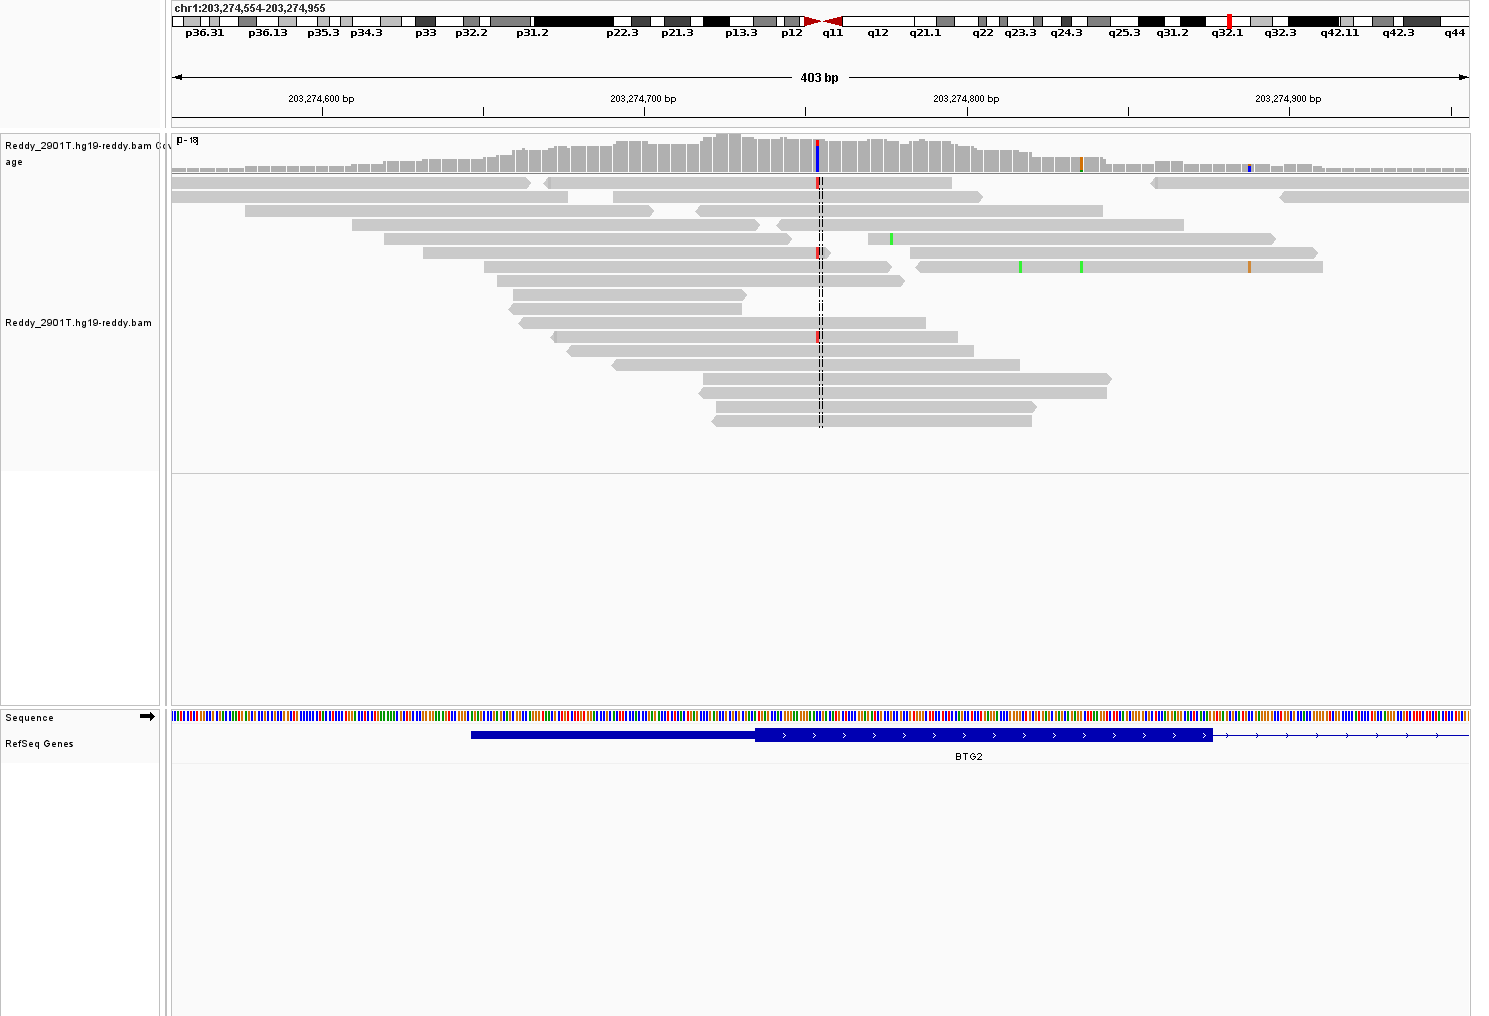 chr1:203,274,554-203,274,955
p36.31 p36.13 p35.3 p34.3 p33 p32.2 p31.2 p22.3 p21.3 p13.3 p12 q11 q12 q21.1 q22 q23.3 q24.3 q25.3 q31.2 q32.1 q32.3 q42.11 q42.3 q44
403 bp
203,274,600 bp 203,274,700 bp 203,274,800 bp 203,274,900 bp
Reddy_2901T.hg19-reddy.bam Cov
age
[0 - 18]
Reddy_2901T.hg19-reddy.bam
Sequence
RefSeq Genes
BTG2